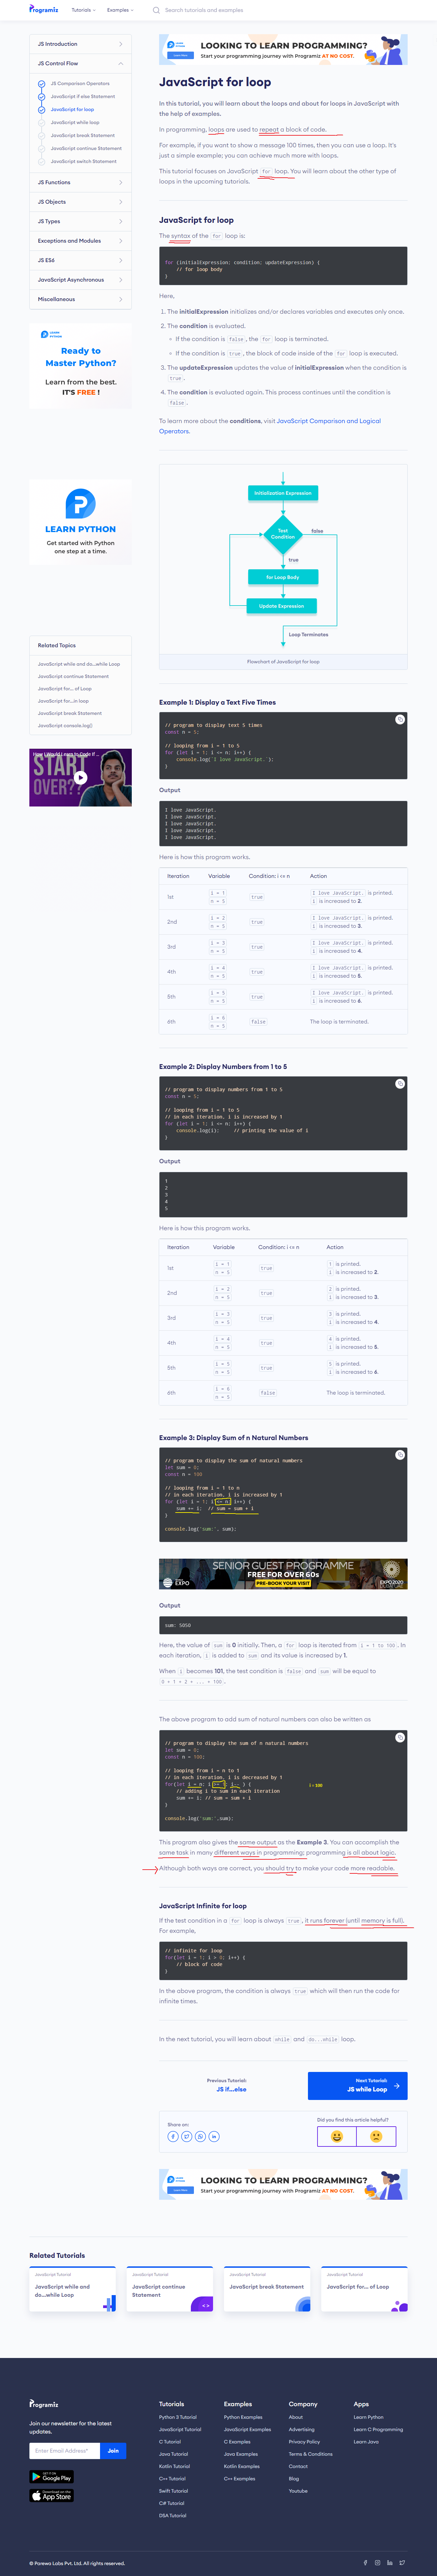 Programiz
Tutorials
Examples
Search tutorials and examples
JS Introduction
JS Control Flow
JS Comparison Operators
JavaScript if else Statement
JavaScript for loop
JavaScript while loop
JavaScript break Statement
JavaScript continue Statement
JavaScript switch Statement
JS Functions
JS Objects
JS Types
Exceptions and Modules
JS ES6
JavaScript Asynchronous
Miscellaneous
Ready to
Master Python?
Learn from the best.
IT'S FREE !
LEARN PYTHON
Get started with Python
one step at a time.
Related Topics
JavaScript while and do...while Loop
JavaScript continue Statement
JavaScript for... of Loop
JavaScript for...in loop
JavaScript break Statement
JavaScript console.log()
START
OVER?
LOOKING TO LEARN PROGRAMMING?
Start your programming journey with Programiz AT NO COST.
JavaScript for loop
In this tutorial, you will learn about the loops and about for loops in JavaScript with
the help of examples.
In programming, loops are used to repeat a block of code.
For example, if you want to show a message 100 times, then you can use a loop. It's
just a simple example; you can achieve much more with loops.
This tutorial focuses on JavaScript for loop. You will learn about the other type of
loops in the upcoming tutorials.
JavaScript for loop
The syntax of the for loop is:
for (initialExpression; condition; updateExpression) {
// for loop body
}
Here,
1. The initialExpression initializes and/or declares variables and executes only once.
2. The condition is evaluated.
If the condition is false, the for loop is terminated.
If the condition is true, the block of code inside of the for loop is executed.
3. The updateExpression updates the value of initialExpression when the condition is
true.
4. The condition is evaluated again. This process continues until the condition is
false.
To learn more about the conditions, visit JavaScript Comparison and Logical
Operators.
Initialization Expression
Test
Condition
false
true
for Loop Body
Update Expression
Loop Terminates
Flowchart of JavaScript for loop
Example 1: Display a Text Five Times
// program to display text 5 times
const n = 5;
// looping from i = 1 to 5
for (let i = 1; i <= n; i++) {
console.log(`I love JavaScript.`);
}
Output
I love JavaScript.
I love JavaScript.
I love JavaScript.
I love JavaScript.
I love JavaScript.
Here is how this program works.
Iteration Variable Condition: i <= n Action
1st i = 1 n = 5 true I love JavaScript. is printed. i is increased to 2.
2nd i = 2 n = 5 true I love JavaScript. is printed. i is increased to 3.
3rd i = 3 n = 5 true I love JavaScript. is printed. i is increased to 4.
4th i = 4 n = 5 true I love JavaScript. is printed. i is increased to 5.
5th i = 5 n = 5 true I love JavaScript. is printed. i is increased to 6.
6th i = 6 n = 5 false The loop is terminated.
Example 2: Display Numbers from 1 to 5
// program to display numbers from 1 to 5
const n = 5;
// looping from i = 1 to 5
// in each iteration, i is increased by 1
for (let i = 1; i <= n; i++) {
console.log(i); // printing the value of i
}
Output
1
2
3
4
5
Here is how this program works.
Iteration Variable Condition: i <= n Action
1st i = 1 n = 5 true 1 is printed. i is increased to 2.
2nd i = 2 n = 5 true 2 is printed. i is increased to 3.
3rd i = 3 n = 5 true 3 is printed. i is increased to 4.
4th i = 4 n = 5 true 4 is printed. i is increased to 5.
5th i = 5 n = 5 true 5 is printed. i is increased to 6.
6th i = 6 n = 5 false The loop is terminated.
Example 3: Display Sum of n Natural Numbers
// program to display the sum of natural numbers
let sum = 0;
const n = 100
// looping from i = 1 to n
// in each iteration, i is increased by 1
for (let i = 1; i <= n; i++) {
sum += i; // sum = sum + i
}
console.log('sum:', sum);
SENIOR GUEST PROGRAMME
FREE FOR OVER 60s
PRE-BOOK YOUR VISIT
EXPO
EXPO2020
Output
sum: 5050
Here, the value of sum is 0 initially. Then, a for loop is iterated from i = 1 to 100. In
each iteration, i is added to sum and its value is increased by 1.
When i becomes 101, the test condition is false and sum will be equal to
0 + 1 + 2 + ... + 100.
The above program to add sum of natural numbers can also be written as
// program to display the sum of n natural numbers
let sum = 0;
const n = 100;
// looping from i = n to 1
// in each iteration, i is decreased by 1
for(let i = n; i >= 1; i-- ) {
// adding i to sum in each iteration
sum += i; // sum = sum + i
}
console.log('sum:',sum);
This program also gives the same output as the Example 3. You can accomplish the
same task in many different ways in programming; programming is all about logic.
Although both ways are correct, you should try to make your code more readable.
JavaScript Infinite for loop
If the test condition in a for loop is always true, it runs forever (until memory is full).
For example,
// infinite for loop
for(let i = 1; i > 0; i++) {
// block of code
}
In the above program, the condition is always true which will then run the code for
infinite times.
In the next tutorial, you will learn about while and do...while loop.
Previous Tutorial:
JS if...else
Next Tutorial:
JS while Loop
Share on:
Did you find this article helpful?
LOOKING TO LEARN PROGRAMMING?
Start your programming journey with Programiz AT NO COST.
Related Tutorials
JavaScript Tutorial
JavaScript while and
do...while Loop
JavaScript Tutorial
JavaScript continue
Statement
JavaScript Tutorial
JavaScript break Statement
JavaScript Tutorial
JavaScript for... of Loop
Programiz
Join our newsletter for the latest
updates.
Enter Email Address*
Join
GET IT ON
Google Play
Download on the
App Store
Tutorials
Python 3 Tutorial
JavaScript Tutorial
C Tutorial
Java Tutorial
Kotlin Tutorial
C++ Tutorial
Swift Tutorial
C# Tutorial
DSA Tutorial
Examples
Python Examples
JavaScript Examples
C Examples
Java Examples
Kotlin Examples
C++ Examples
Company
About
Advertising
Privacy Policy
Terms & Conditions
Contact
Blog
Youtube
Apps
Learn Python
Learn C Programming
Learn Java
© Parewa Labs Pvt. Ltd. All rights reserved.